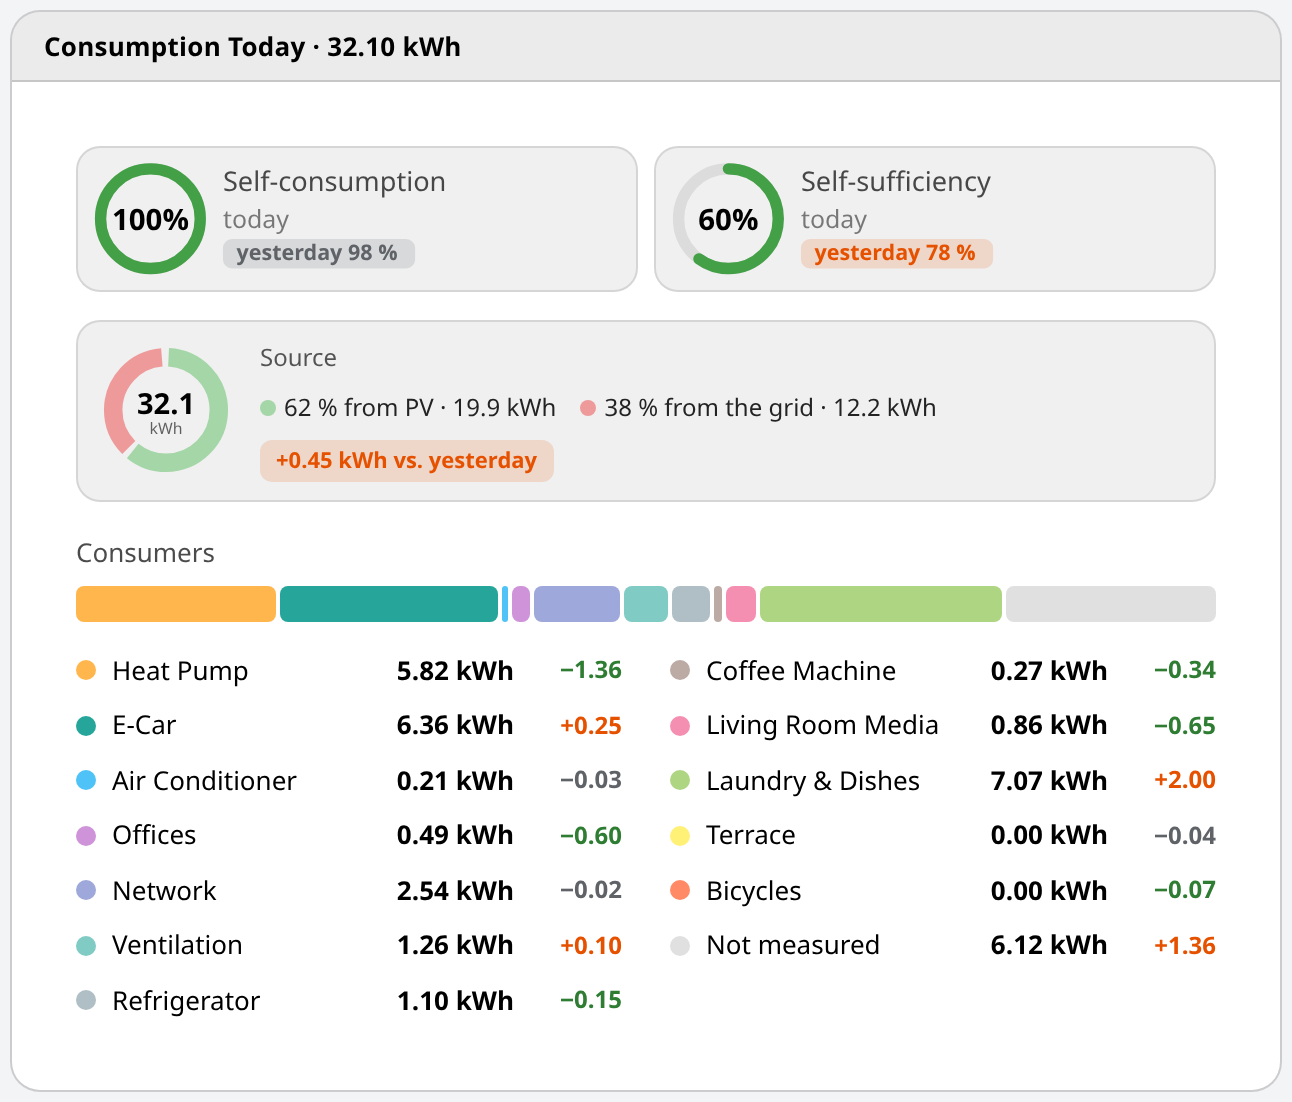 Consumption Today · 32.10 kWh
100%
Self-consumption
today
yesterday 98 %
60%
Self-sufficiency
today
yesterday 78 %
32.1
kWh
Source
62 % from PV · 19.9 kWh
38 % from the grid · 12.2 kWh
+0.45 kWh vs. yesterday
Consumers
Heat Pump 5.82 kWh −1.36
E-Car 6.36 kWh +0.25
Air Conditioner 0.21 kWh −0.03
Offices 0.49 kWh −0.60
Network 2.54 kWh −0.02
Ventilation 1.26 kWh +0.10
Refrigerator 1.10 kWh −0.15
Coffee Machine 0.27 kWh −0.34
Living Room Media 0.86 kWh −0.65
Laundry & Dishes 7.07 kWh +2.00
Terrace 0.00 kWh −0.04
Bicycles 0.00 kWh −0.07
Not measured 6.12 kWh +1.36